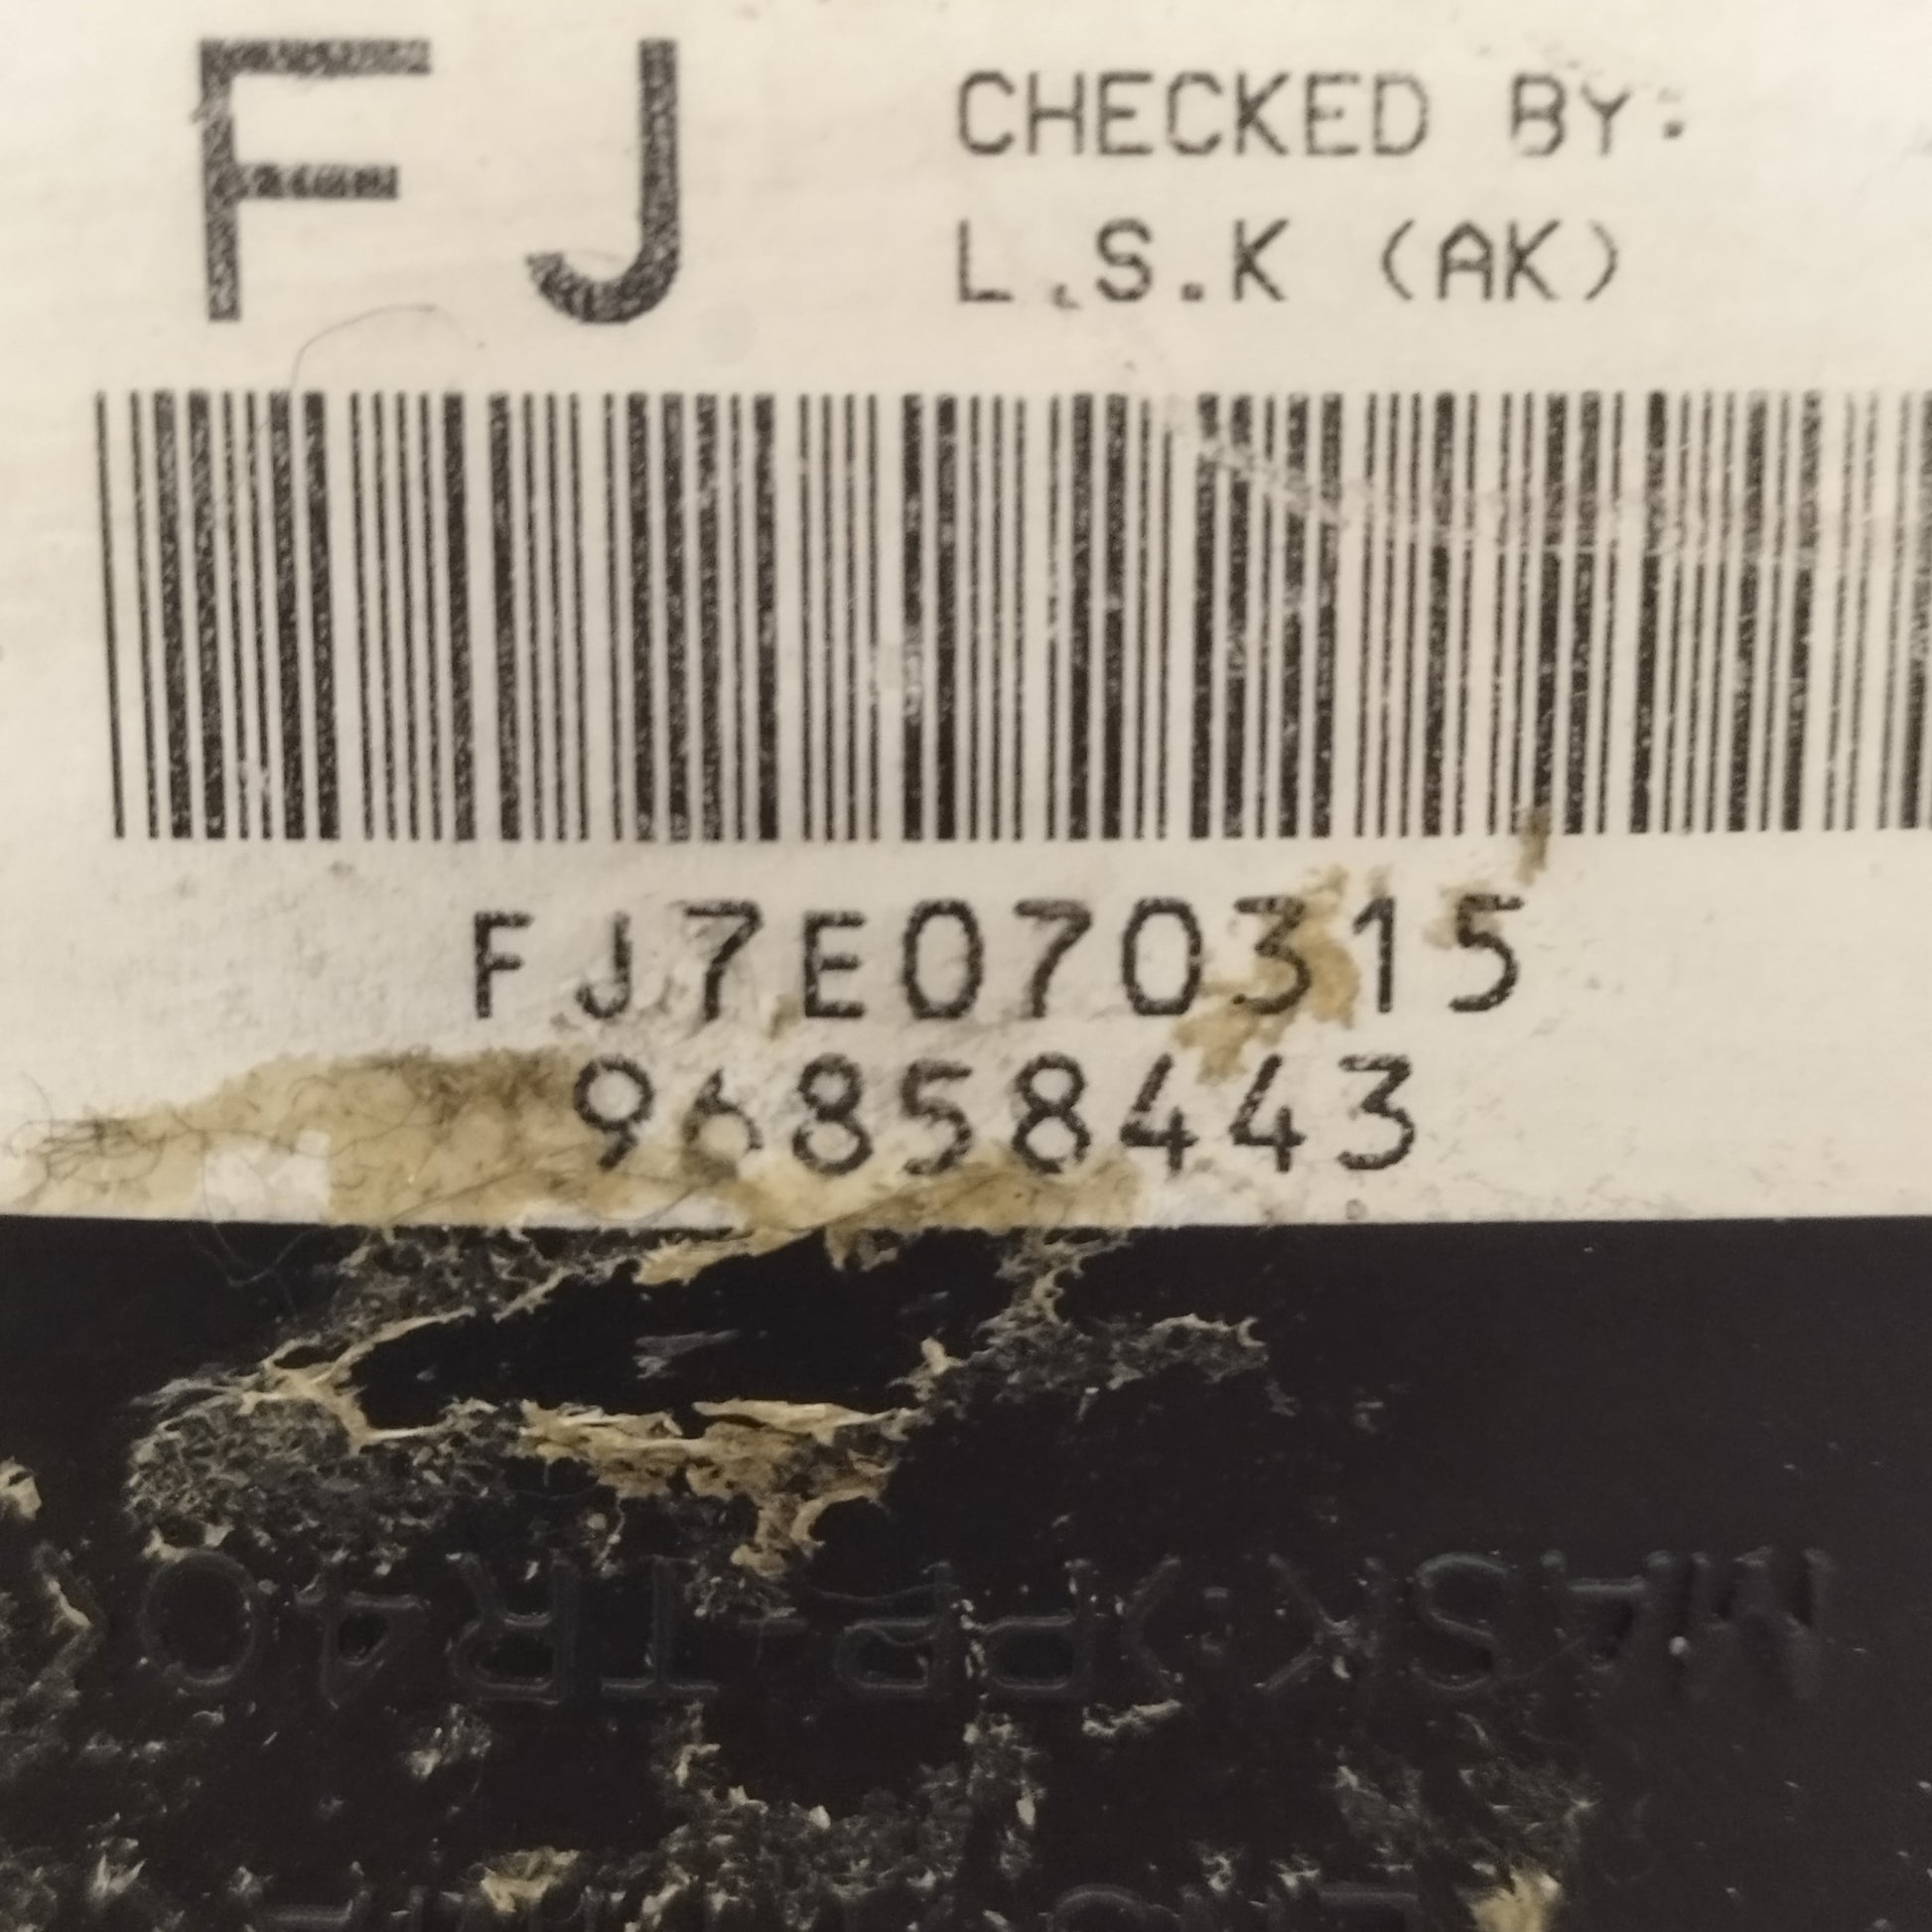 FJ
CHECKED BY:
L.S.K (AK)
FJ7E070315
96858443